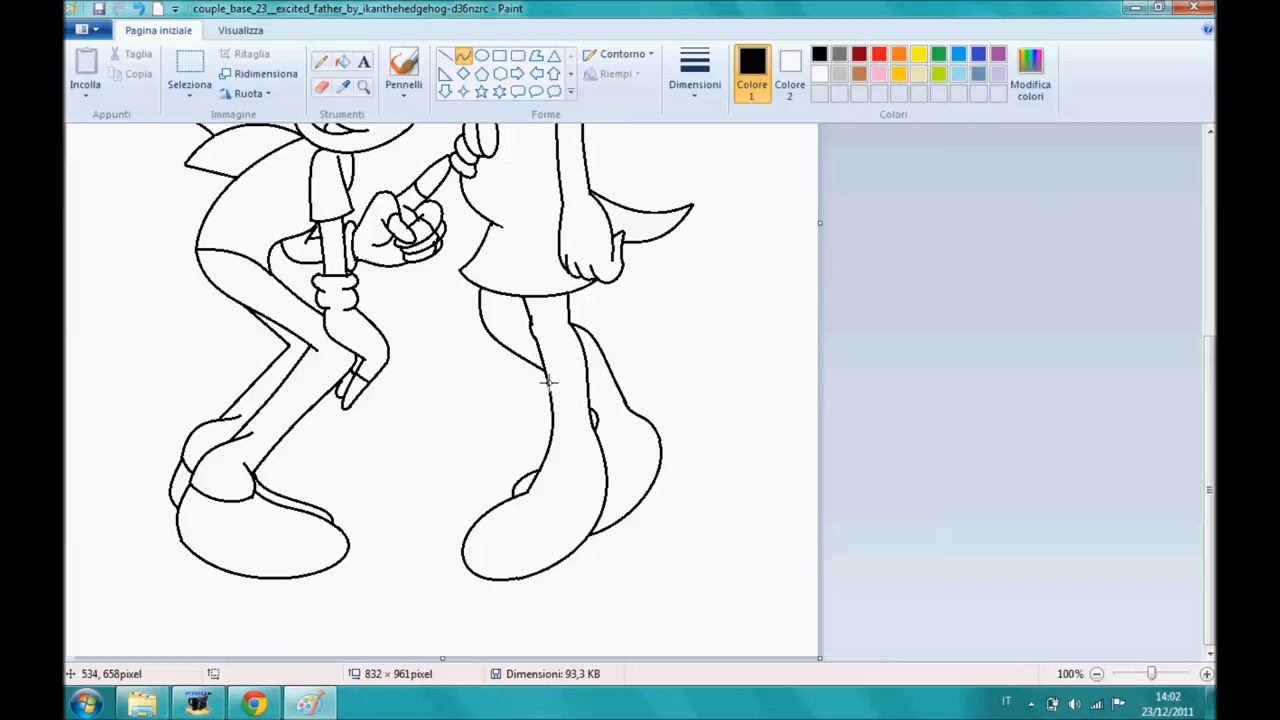 couple_base_23__excited_father_by_ikarithehedgehog-d36nzrc - Paint
Pagina iniziale
Visualizza
Incolla
Taglia
Copia
Appunti
Seleziona
Ritaglia
Ridimensiona
Ruota
Immagine
A
Strumenti
Pennelli
Contorno
Riempi
Forme
Dimensioni
Colore 1
Colore 2
Modifica colori
Colori
534, 658pixel
832 × 961pixel
Dimensioni: 93,3 KB
100%
HYPERCAM
IT
14:02
23/12/2011